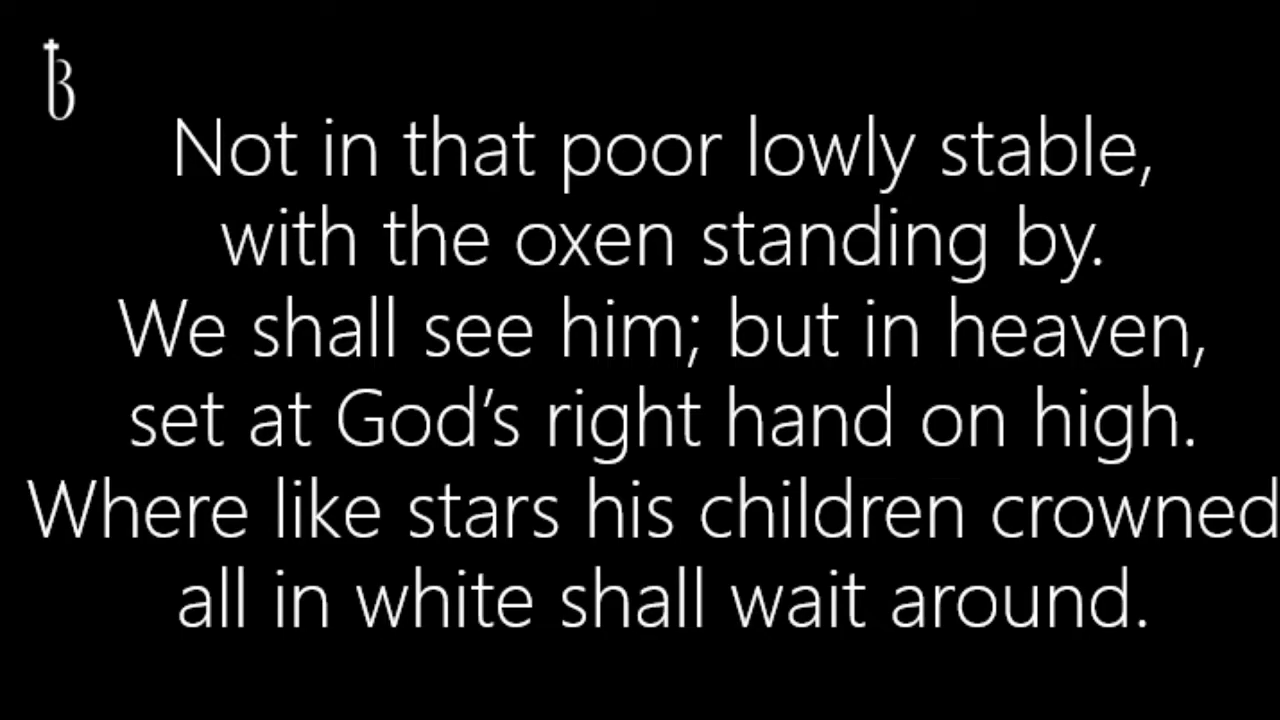 Not in that poor lowly stable,
with the oxen standing by.
We shall see him; but in heaven,
set at God’s right hand on high.
Where like stars his children crowned
all in white shall wait around.